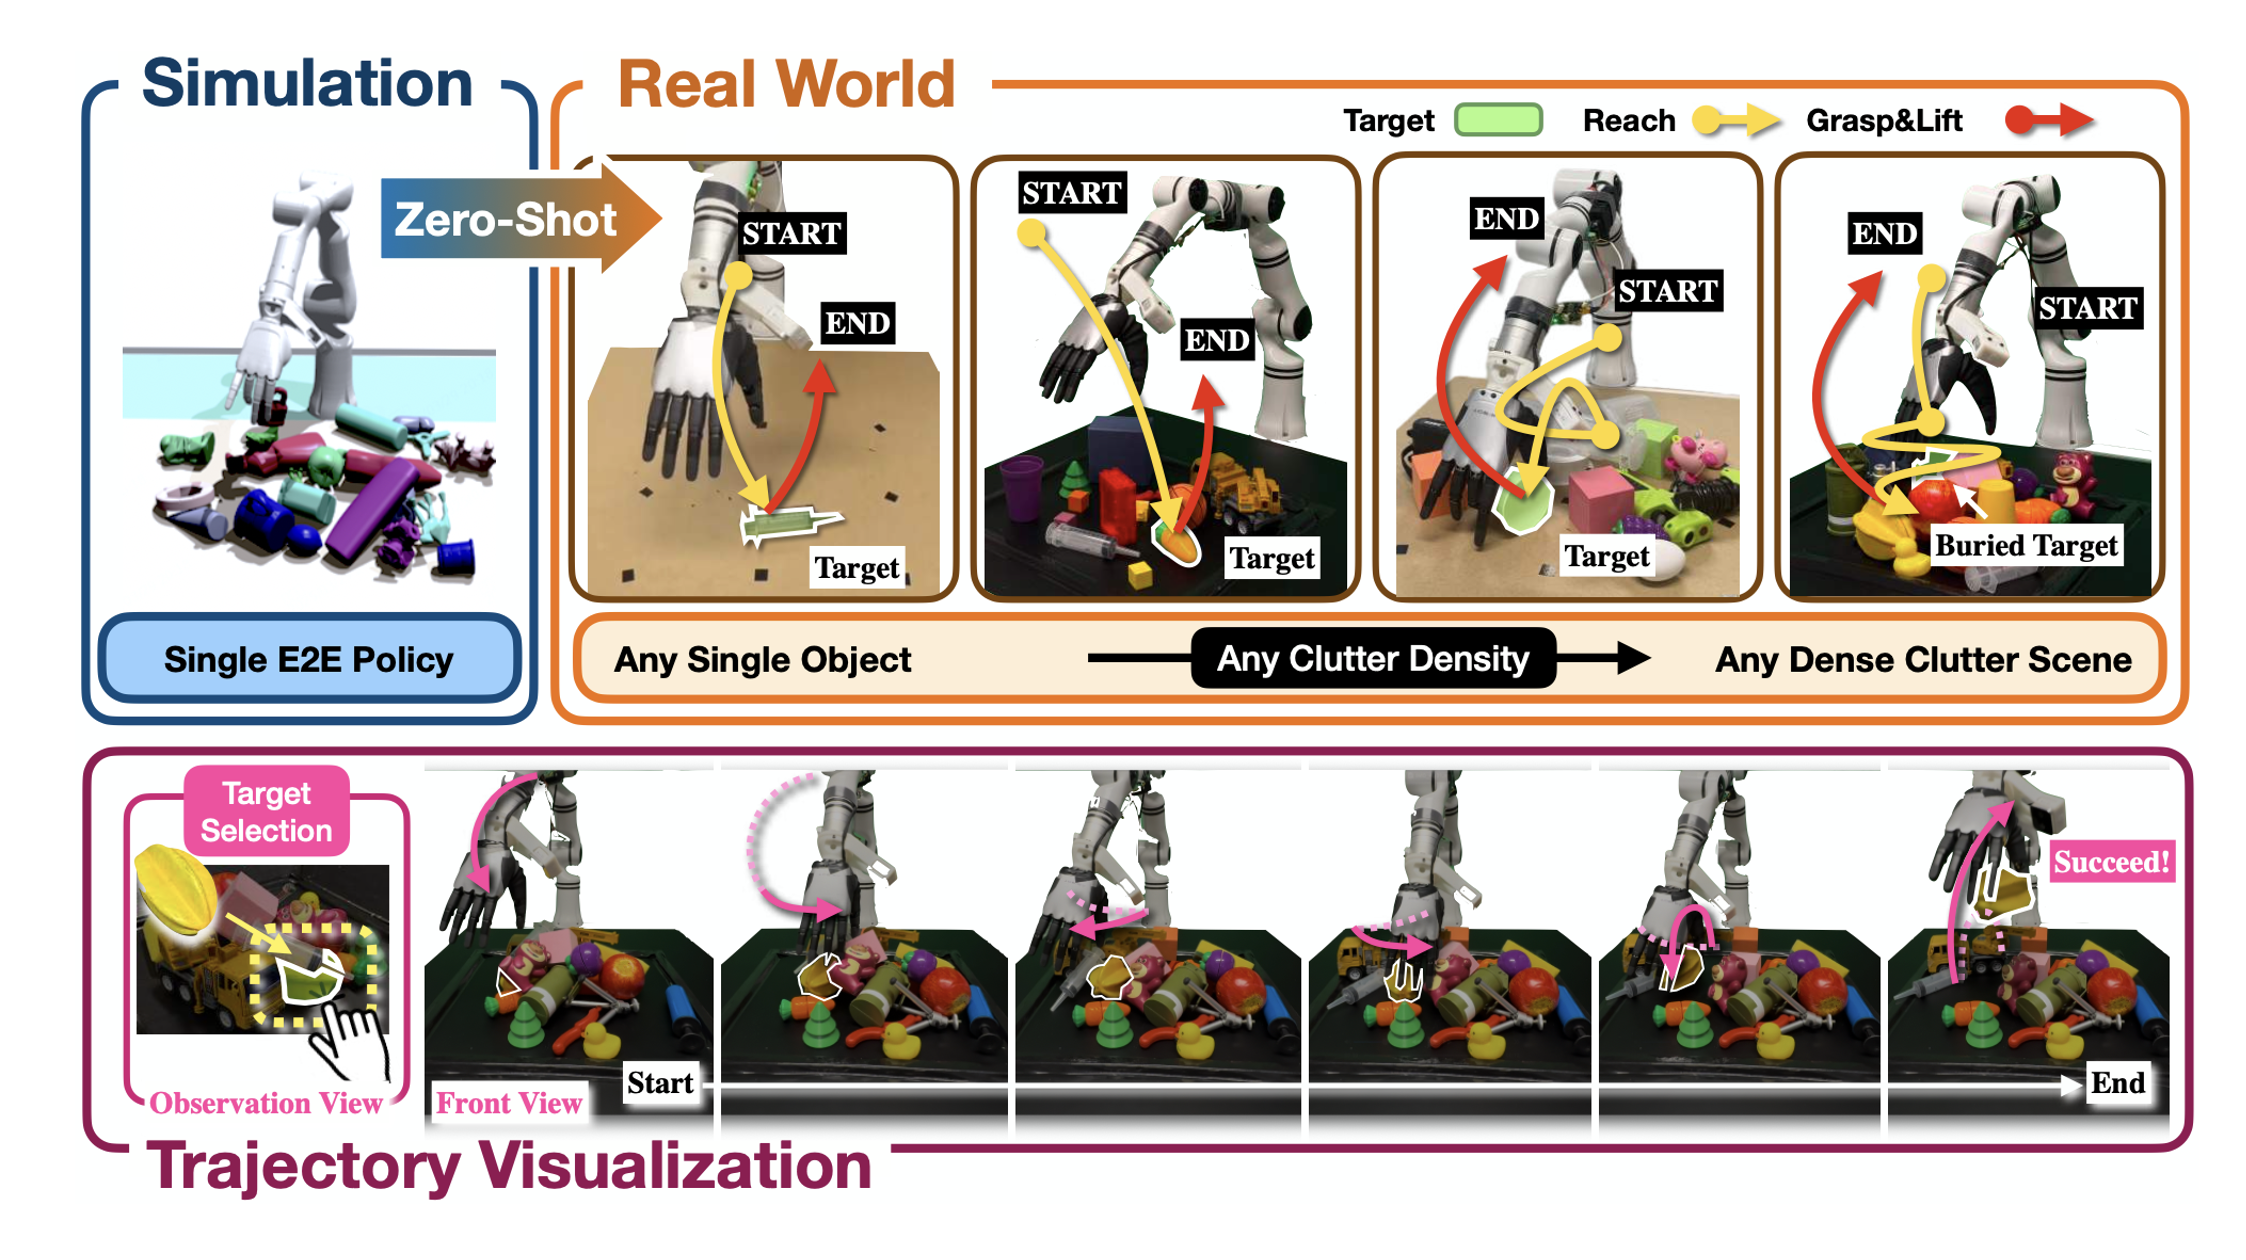 Simulation
Real World
Target
Reach
Grasp&Lift
Zero-Shot
START
END
Target
START
END
Target
END
START
Target
END
START
Buried Target
Single E2E Policy
Any Single Object
Any Clutter Density
Any Dense Clutter Scene
Target
Selection
Observation View
Front View
Start
Succeed!
End
Trajectory Visualization